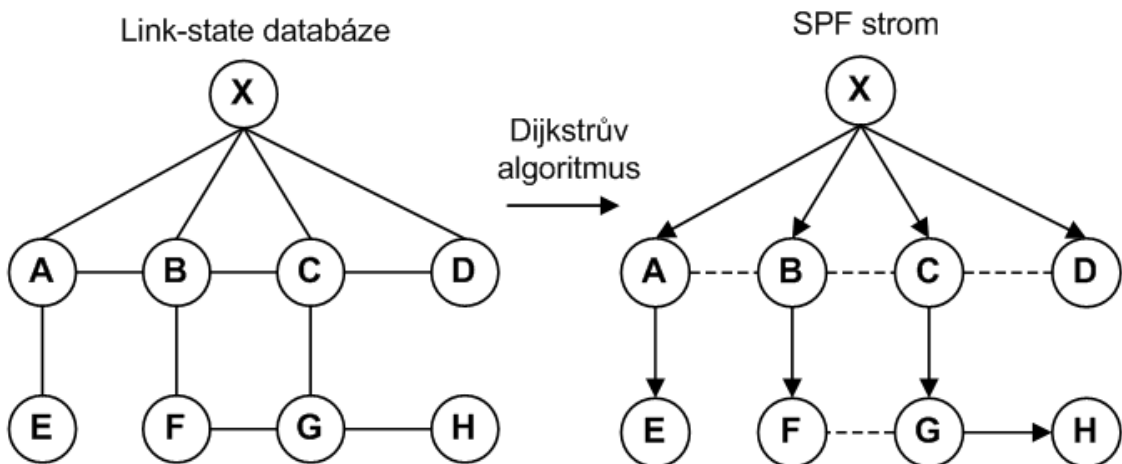 Link-state databáze
SPF strom
X
X
Dijkstrův
algoritmus
A B C D
A B C D
E F G H
E F G H